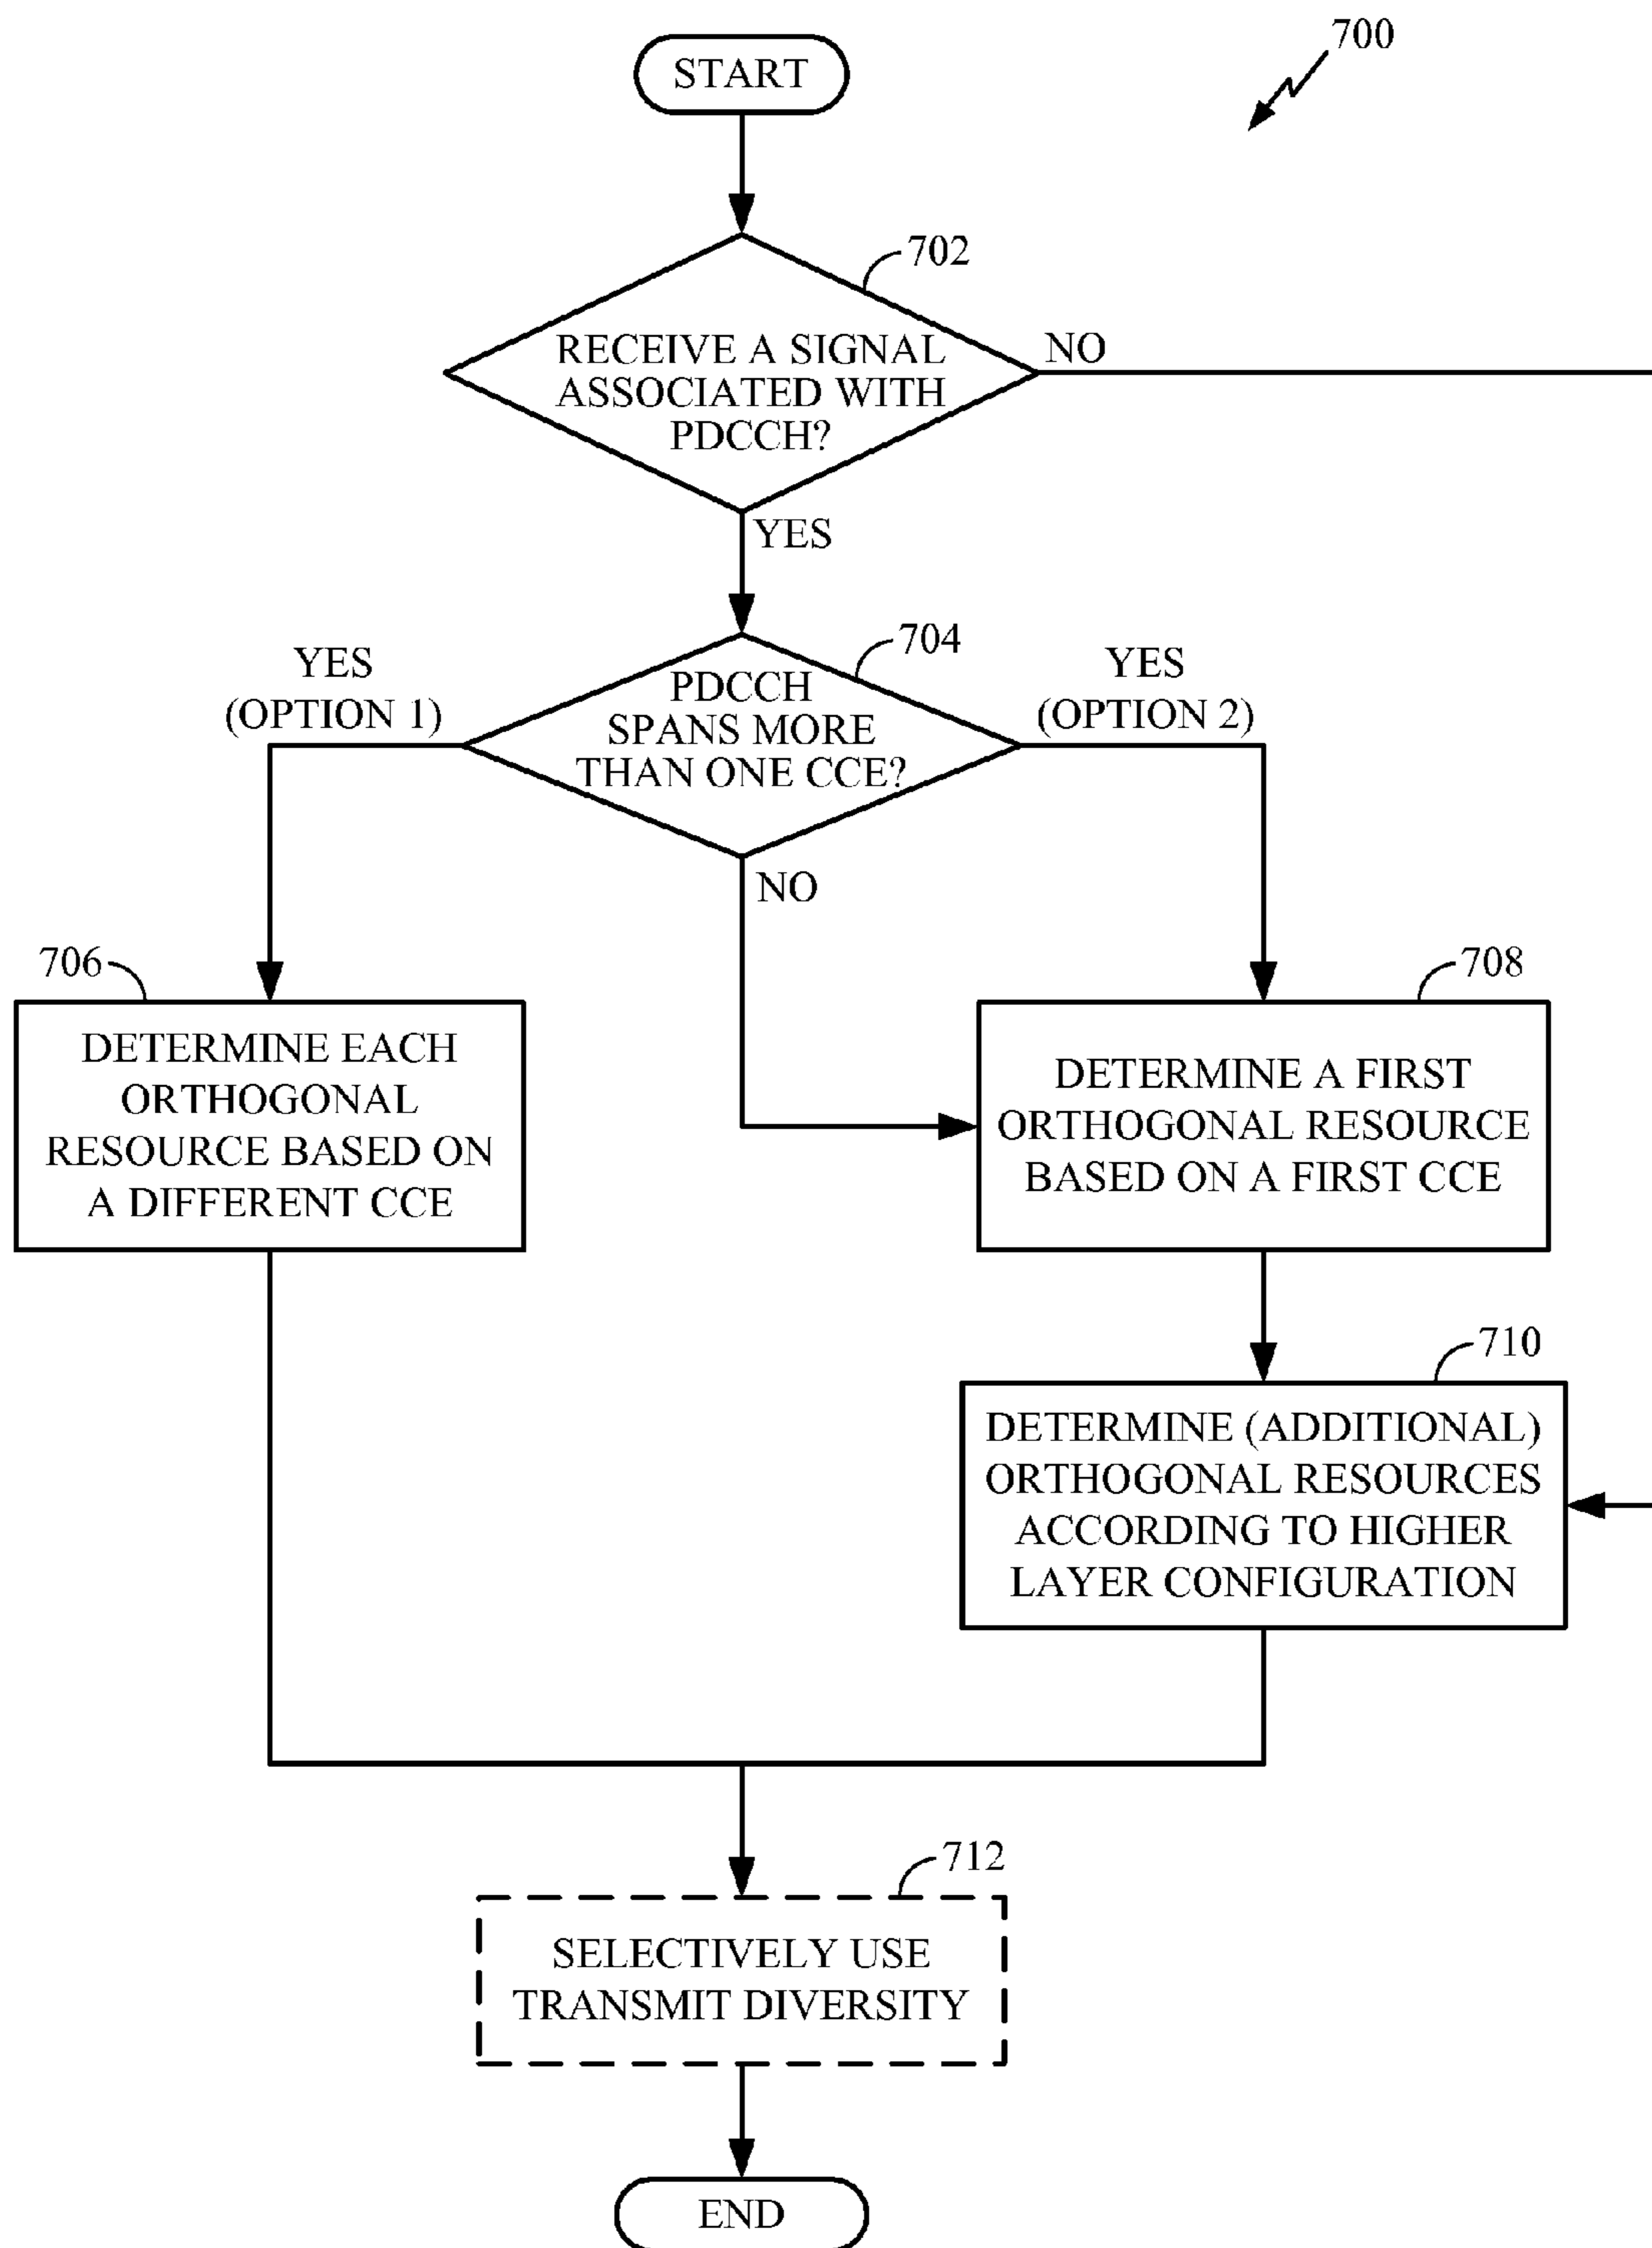 700
START
702
RECEIVE A SIGNAL
ASSOCIATED WITH
PDCCH?
NO
YES
704
YES
(OPTION 1)
PDCCH
SPANS MORE
THAN ONE CCE?
YES
(OPTION 2)
NO
706
DETERMINE EACH
ORTHOGONAL
RESOURCE BASED ON
A DIFFERENT CCE
708
DETERMINE A FIRST
ORTHOGONAL RESOURCE
BASED ON A FIRST CCE
710
DETERMINE (ADDITIONAL)
ORTHOGONAL RESOURCES
ACCORDING TO HIGHER
LAYER CONFIGURATION
712
SELECTIVELY USE
TRANSMIT DIVERSITY
END